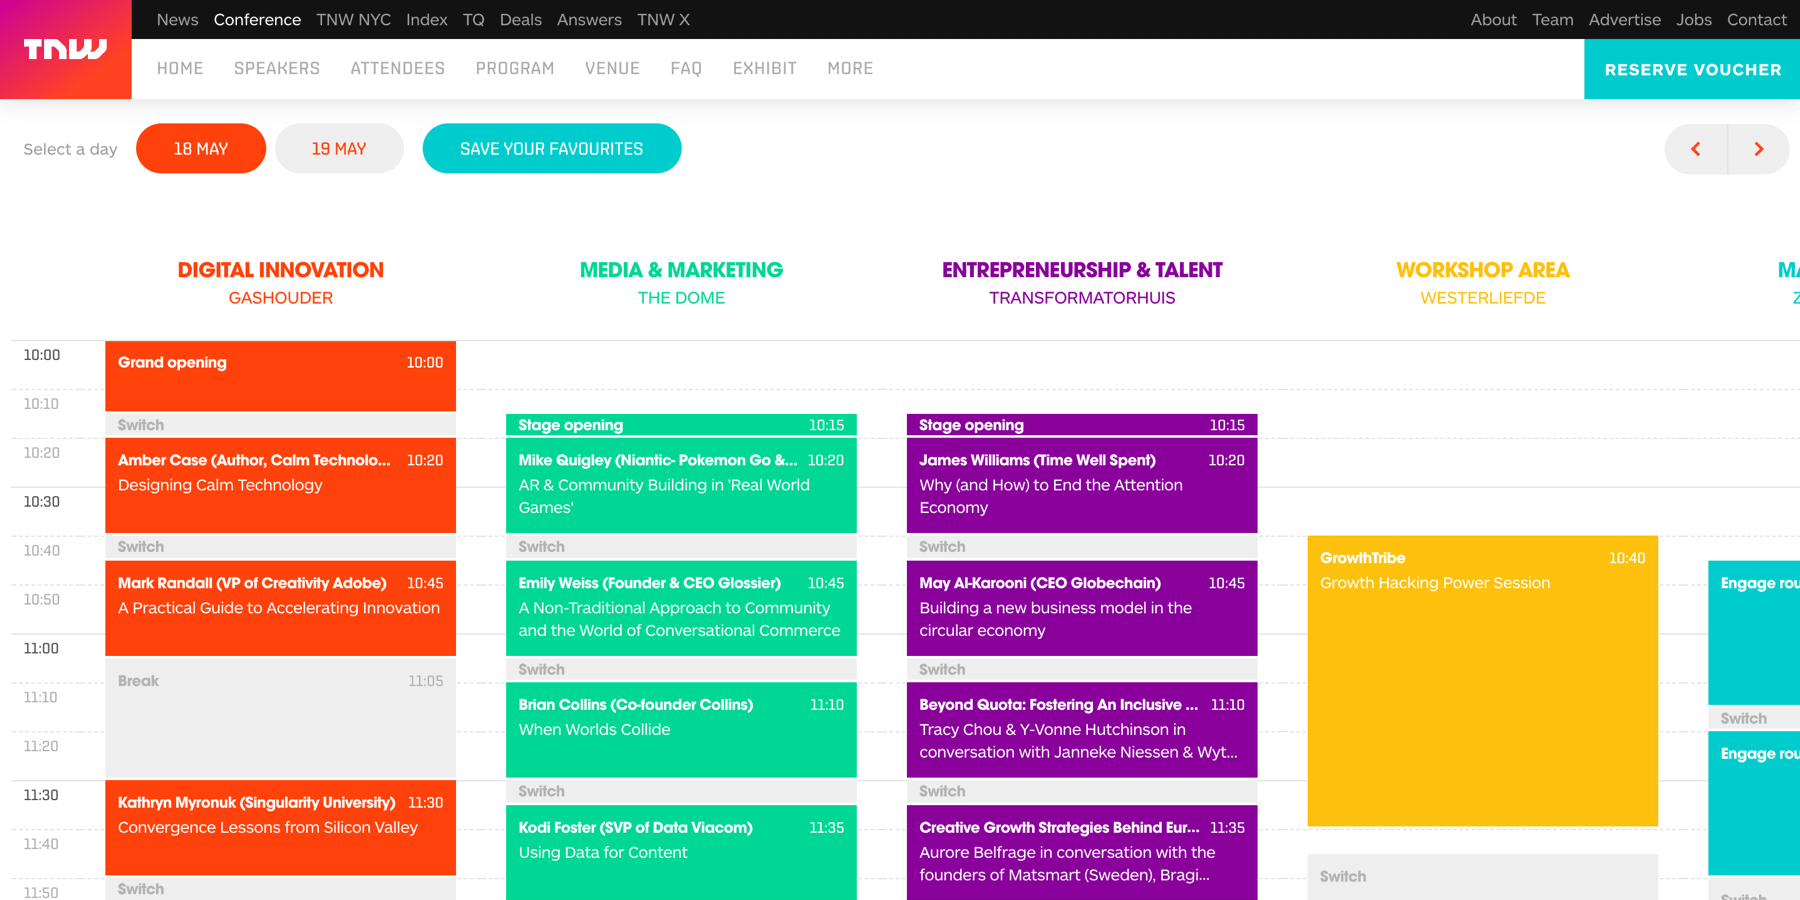 TNW
News Conference TNW NYC Index TQ Deals Answers TNW X
About Team Advertise Jobs Contact
HOME SPEAKERS ATTENDEES PROGRAM VENUE FAQ EXHIBIT MORE
RESERVE VOUCHER
Select a day
18 MAY
19 MAY
SAVE YOUR FAVOURITES
DIGITAL INNOVATION
GASHOUDER
MEDIA & MARKETING
THE DOME
ENTREPRENEURSHIP & TALENT
TRANSFORMATORHUIS
WORKSHOP AREA
WESTERLIEFDE
MA
Z
10:00
10:10
10:20
10:30
10:40
10:50
11:00
11:10
11:20
11:30
11:40
11:50
Grand opening 10:00
Switch
Amber Case (Author, Calm Technolo... 10:20
Designing Calm Technology
Switch
Mark Randall (VP of Creativity Adobe) 10:45
A Practical Guide to Accelerating Innovation
Break 11:05
Kathryn Myronuk (Singularity University) 11:30
Convergence Lessons from Silicon Valley
Switch
Stage opening 10:15
Mike Quigley (Niantic- Pokemon Go &... 10:20
AR & Community Building in 'Real World
Games'
Switch
Emily Weiss (Founder & CEO Glossier) 10:45
A Non-Traditional Approach to Community
and the World of Conversational Commerce
Switch
Brian Collins (Co-founder Collins) 11:10
When Worlds Collide
Switch
Kodi Foster (SVP of Data Viacom) 11:35
Using Data for Content
Stage opening 10:15
James Williams (Time Well Spent) 10:20
Why (and How) to End the Attention
Economy
Switch
May Al-Karooni (CEO Globechain) 10:45
Building a new business model in the
circular economy
Switch
Beyond Quota: Fostering An Inclusive ... 11:10
Tracy Chou & Y-Vonne Hutchinson in
conversation with Janneke Niessen & Wyt...
Switch
Creative Growth Strategies Behind Eur... 11:35
Aurore Belfrage in conversation with the
founders of Matsmart (Sweden), Bragi...
GrowthTribe 10:40
Growth Hacking Power Session
Switch
Engage rou
Switch
Engage rou
Switch